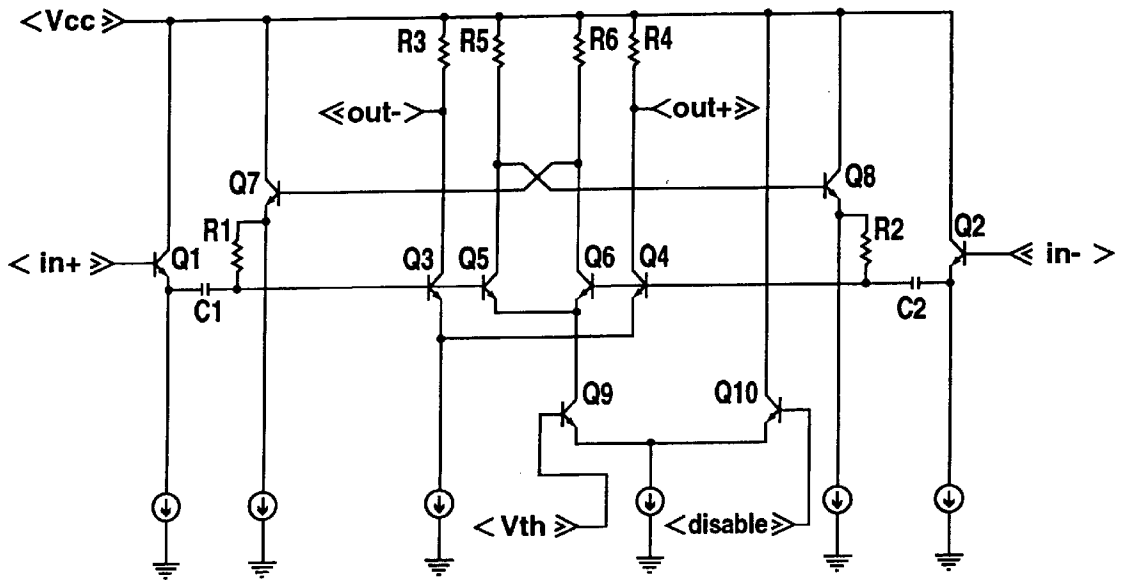 <Vcc>>
R3 R5 R6 R4
<<out-> <out+>>
Q7 Q8
R1 R2 Q2
<in+>> Q1 Q3 Q5 Q6 Q4 <<in- >
C1 C2
Q9 Q10
<Vth>> <disable>>